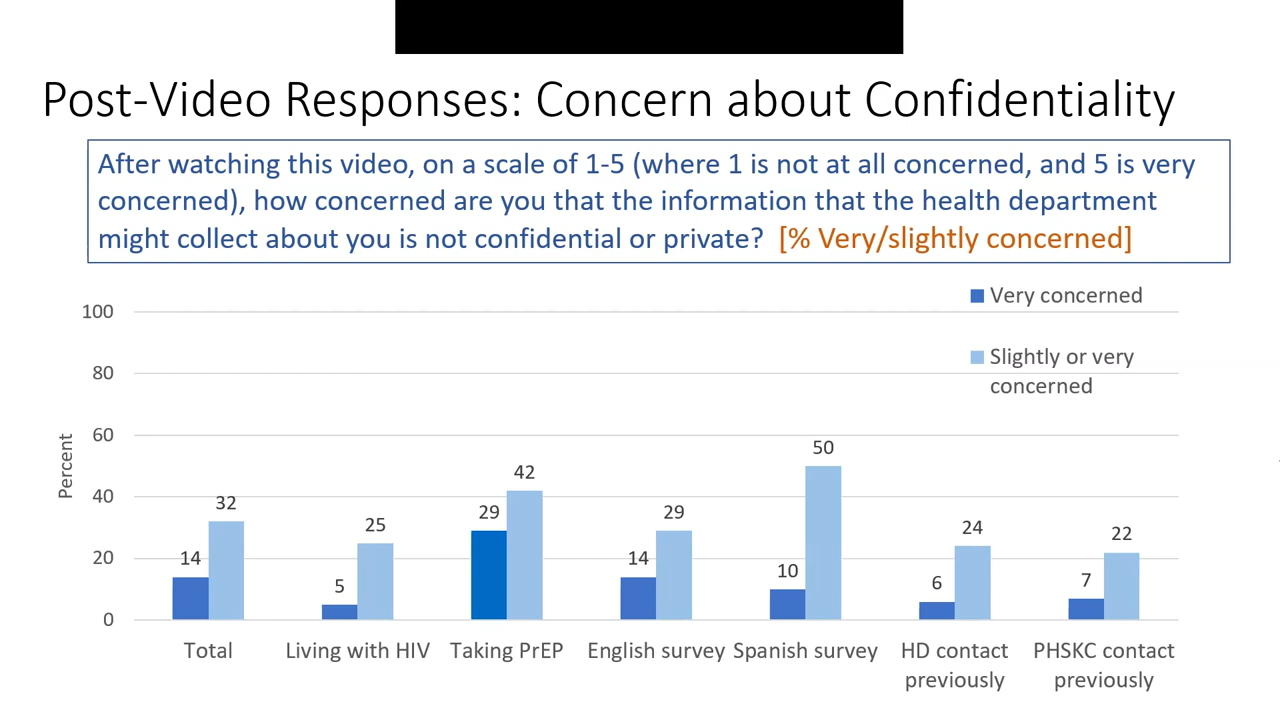 Post-Video Responses: Concern about Confidentiality
After watching this video, on a scale of 1-5 (where 1 is not at all concerned, and 5 is very
concerned), how concerned are you that the information that the health department
might collect about you is not confidential or private? [% Very/slightly concerned]
Very concerned
Slightly or very
concerned
Percent
100
80
60
40
20
0
14
32
5
25
29
42
14
29
10
50
6
24
7
22
Total
Living with HIV
Taking PrEP
English survey
Spanish survey
HD contact
previously
PHSKC contact
previously